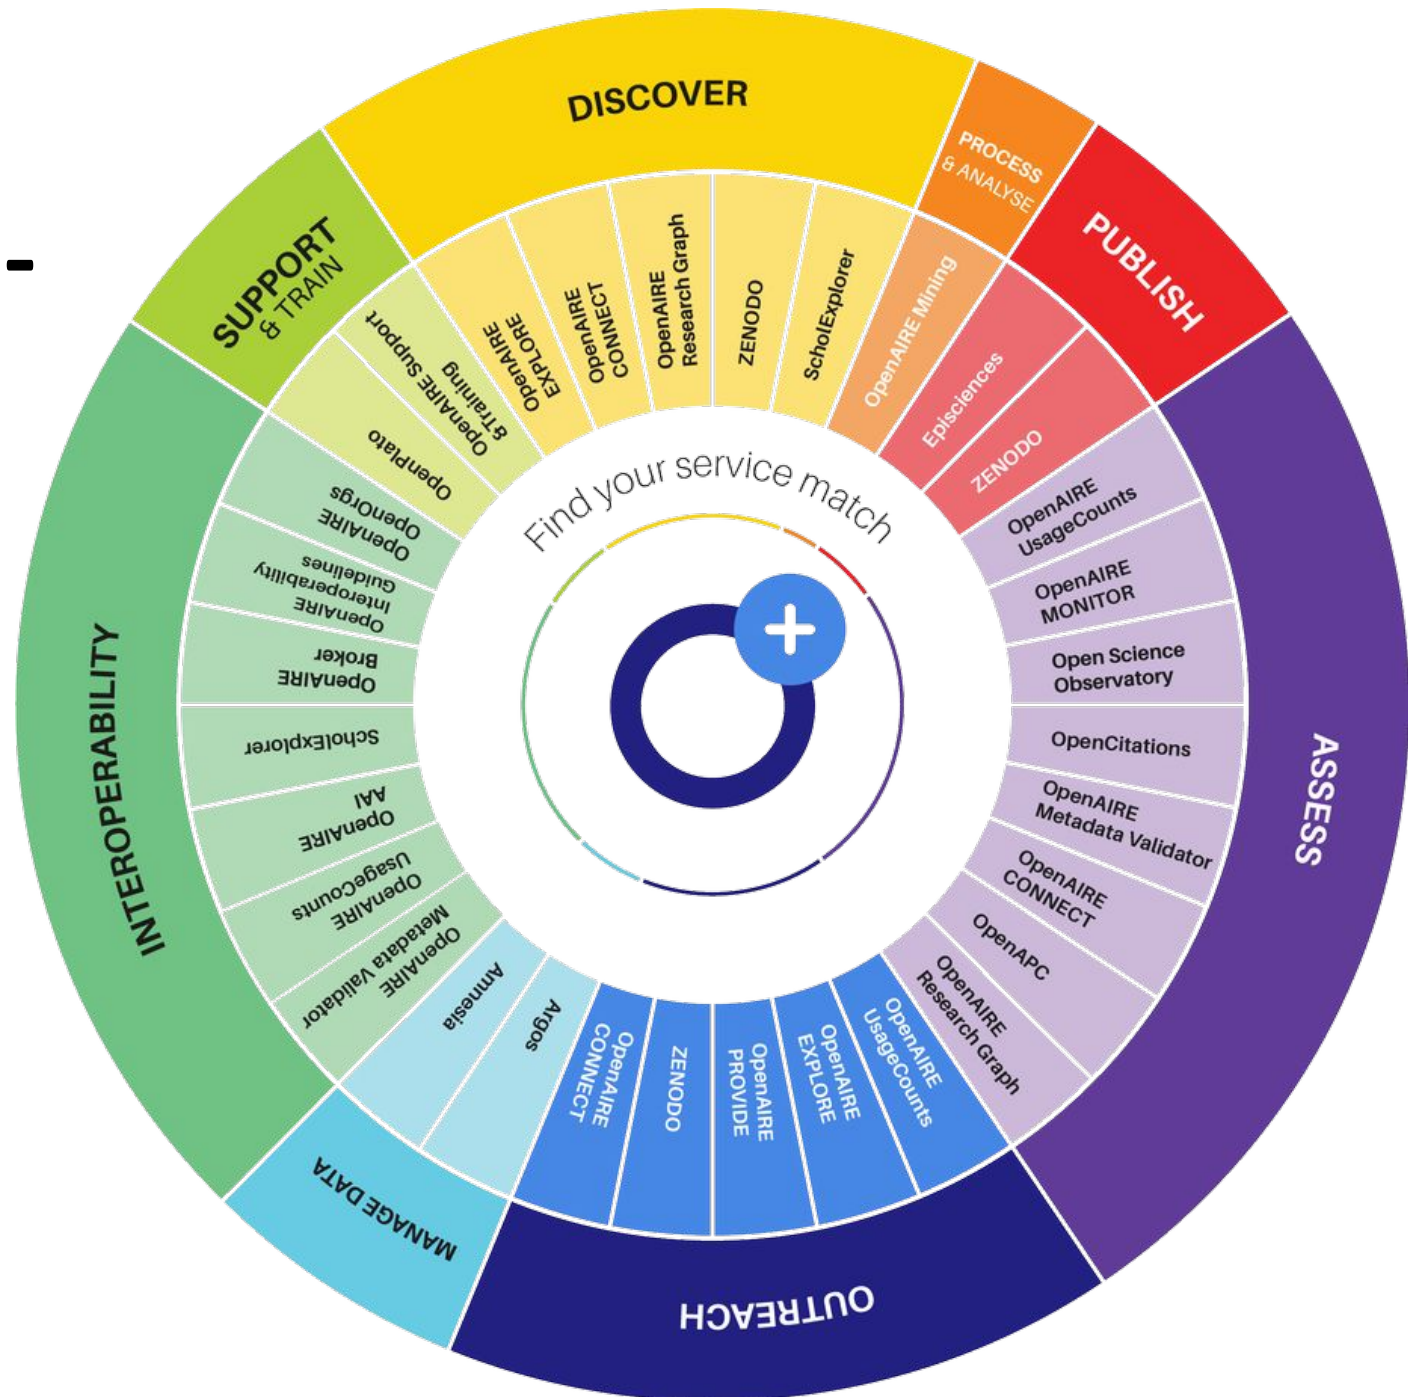 DISCOVER
OpenAIRE
EXPLORE
OpenAIRE
CONNECT
OpenAIRE
Research Graph
ZENODO
ScholExplorer
PROCESS
& ANALYSE
OpenAIRE Mining
PUBLISH
Episciences
ZENODO
ASSESS
OpenAIRE
UsageCounts
OpenAIRE
MONITOR
Open Science
Observatory
OpenCitations
OpenAIRE
Metadata Validator
OpenAIRE
CONNECT
OpenAPC
OpenAIRE
Research Graph
OUTREACH
OpenAIRE
UsageCounts
OpenAIRE
EXPLORE
OpenAIRE
PROVIDE
ZENODO
OpenAIRE
CONNECT
MANAGE DATA
Argos
Amnesia
INTEROPERABILITY
OpenAIRE
Metadata Validator
OpenAIRE
UsageCounts
OpenAIRE
AAI
ScholExplorer
OpenAIRE
Broker
OpenAIRE
Interoperability
Guidelines
OpenAIRE
OpenOrgs
SUPPORT
& TRAIN
OpenPlato
OpenAIRE Support
&Training
Find your service match
-